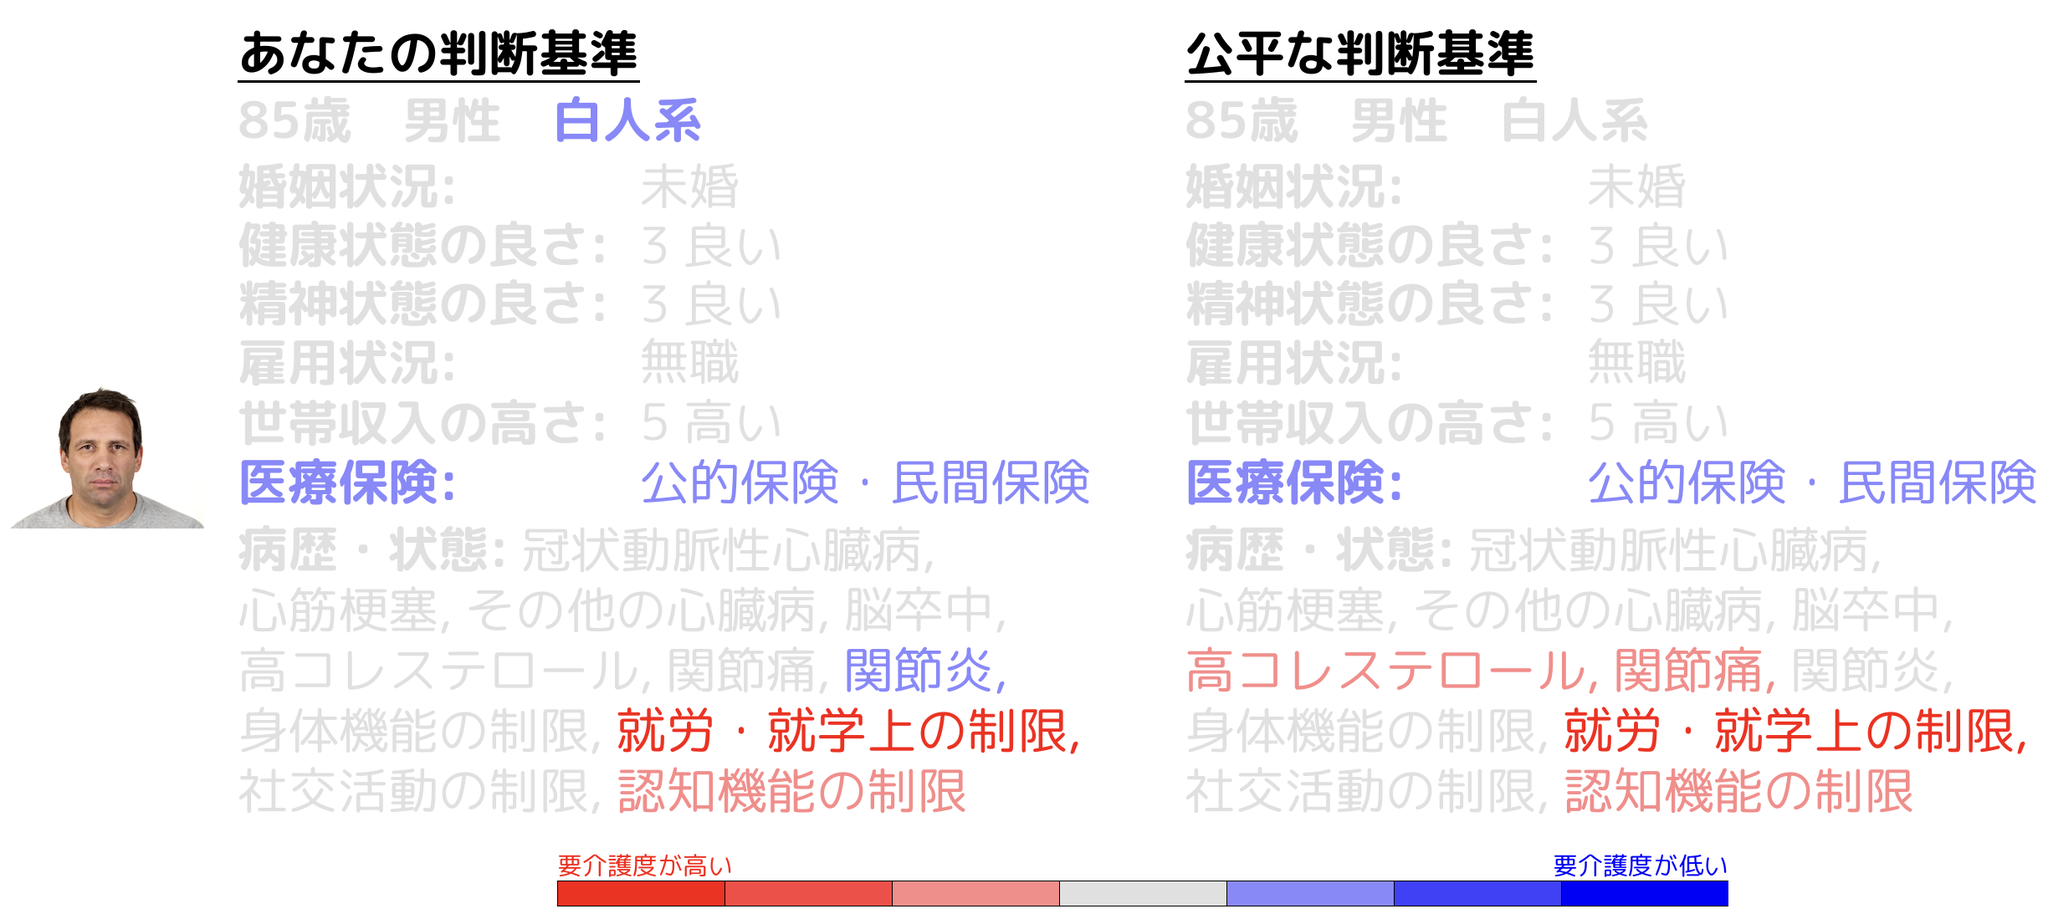 あなたの判断基準
85歳　男性　白人系
婚姻状況: 未婚
健康状態の良さ: 3 良い
精神状態の良さ: 3 良い
雇用状況: 無職
世帯収入の高さ: 5 高い
医療保険: 公的保険・民間保険
病歴・状態: 冠状動脈性心臓病,
心筋梗塞, その他の心臓病, 脳卒中,
高コレステロール, 関節痛, 関節炎,
身体機能の制限, 就労・就学上の制限,
社交活動の制限, 認知機能の制限
公平な判断基準
85歳　男性　白人系
婚姻状況: 未婚
健康状態の良さ: 3 良い
精神状態の良さ: 3 良い
雇用状況: 無職
世帯収入の高さ: 5 高い
医療保険: 公的保険・民間保険
病歴・状態: 冠状動脈性心臓病,
心筋梗塞, その他の心臓病, 脳卒中,
高コレステロール, 関節痛, 関節炎,
身体機能の制限, 就労・就学上の制限,
社交活動の制限, 認知機能の制限
要介護度が高い
要介護度が低い